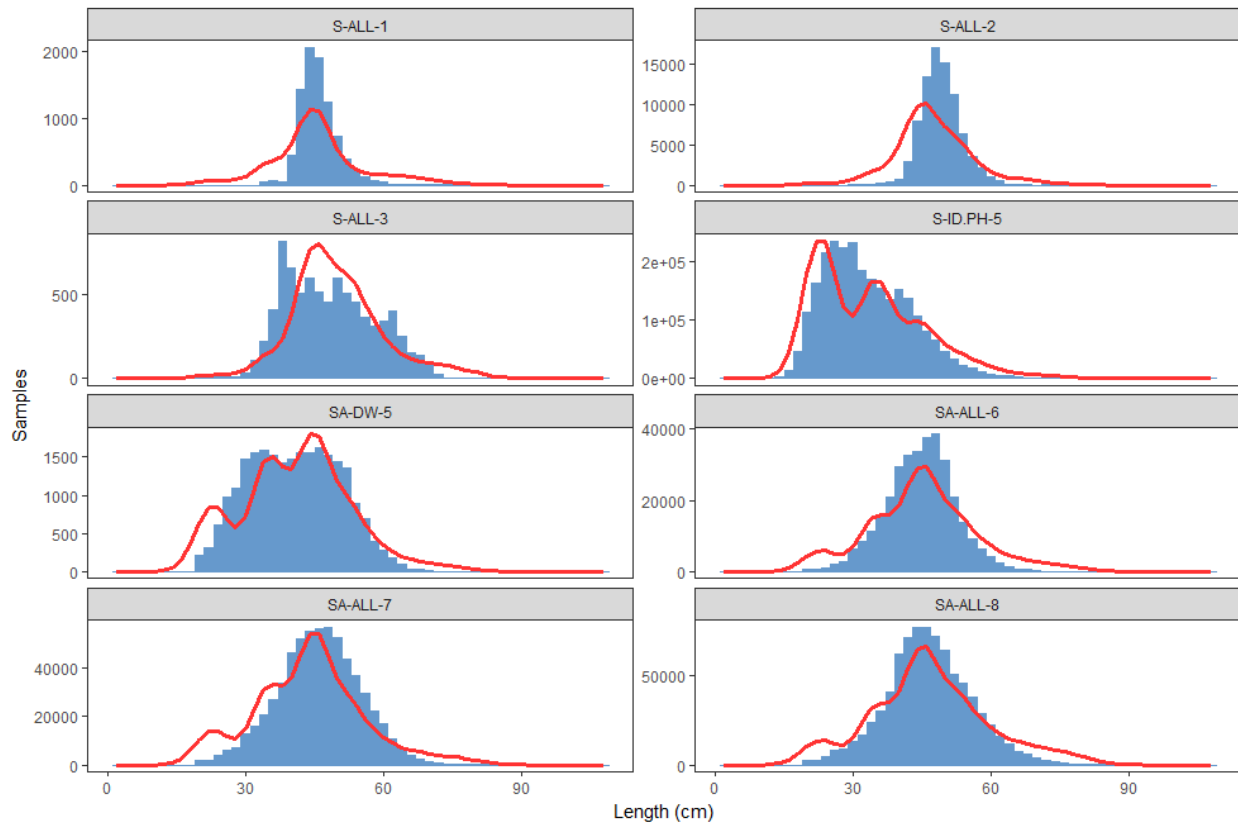 S-ALL-1
S-ALL-2
2000
1000
0
15000
10000
5000
0
S-ALL-3
S-ID.PH-5
500
0
2e+05
1e+05
0e+00
SA-DW-5
SA-ALL-6
1500
1000
500
0
40000
20000
0
SA-ALL-7
SA-ALL-8
40000
20000
0
50000
0
0 30 60 90
0 30 60 90
Samples
Length (cm)